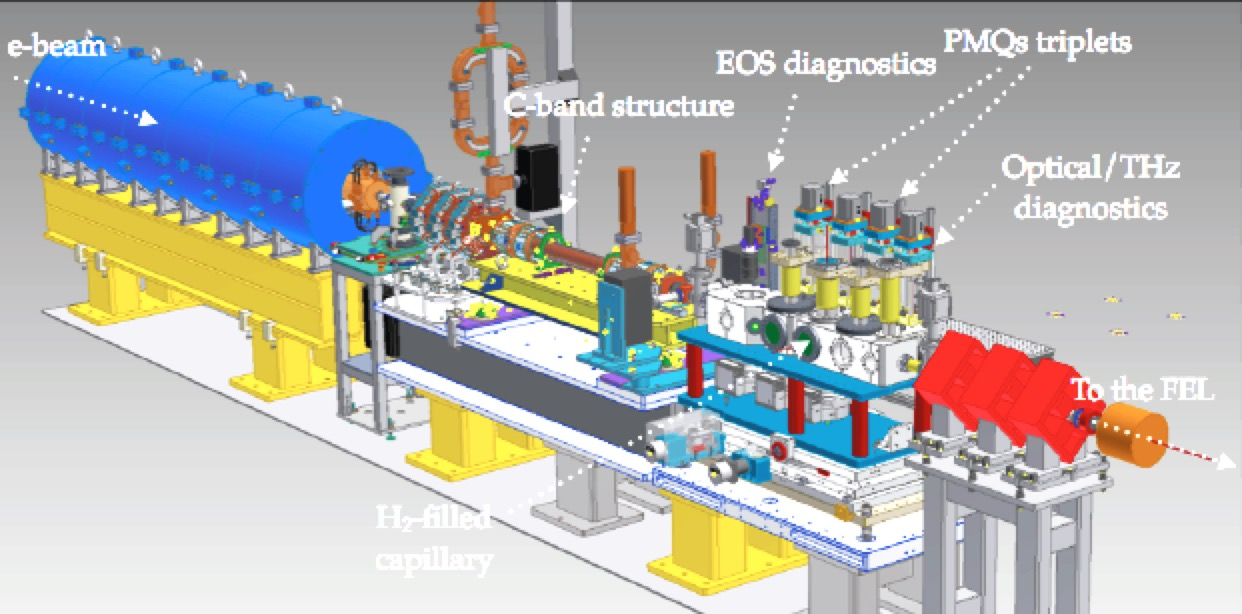 e-beam
C-band structure
EOS diagnostics
PMQs triplets
Optical/THz
diagnostics
To the FEL
H₂-filled
capillary